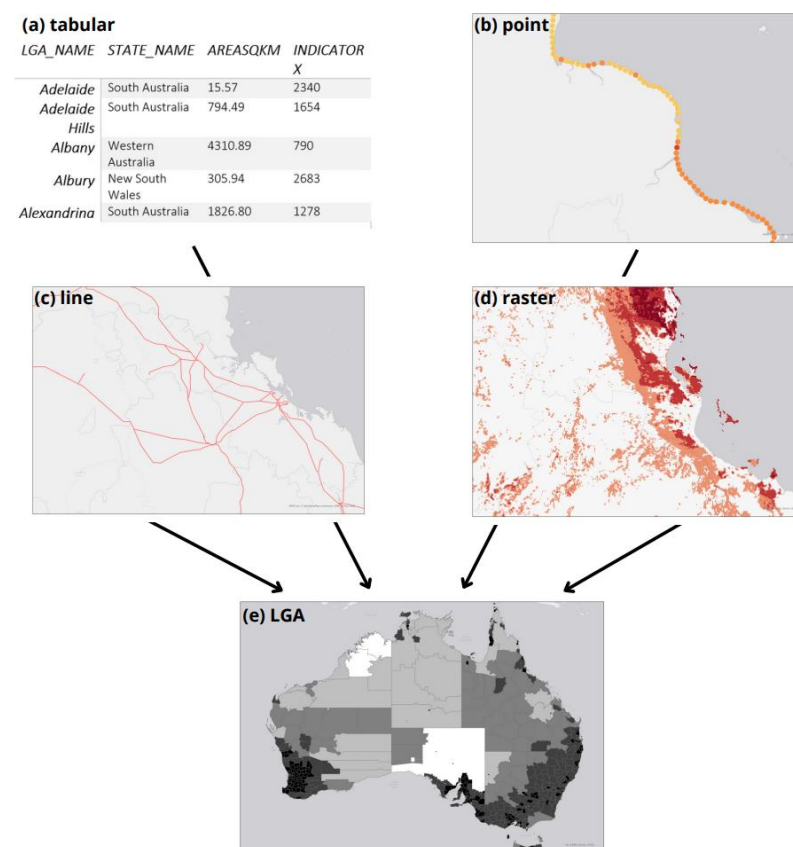 (a) tabular
LGA_NAME STATE_NAME AREASQKM INDICATOR
X
Adelaide South Australia 15.57 2340
Adelaide South Australia 794.49 1654
Hills
Albany Western 4310.89 790
Australia
Albury New South 305.94 2683
Wales
Alexandrina South Australia 1826.80 1278
(b) point
(c) line
(d) raster
(e) LGA